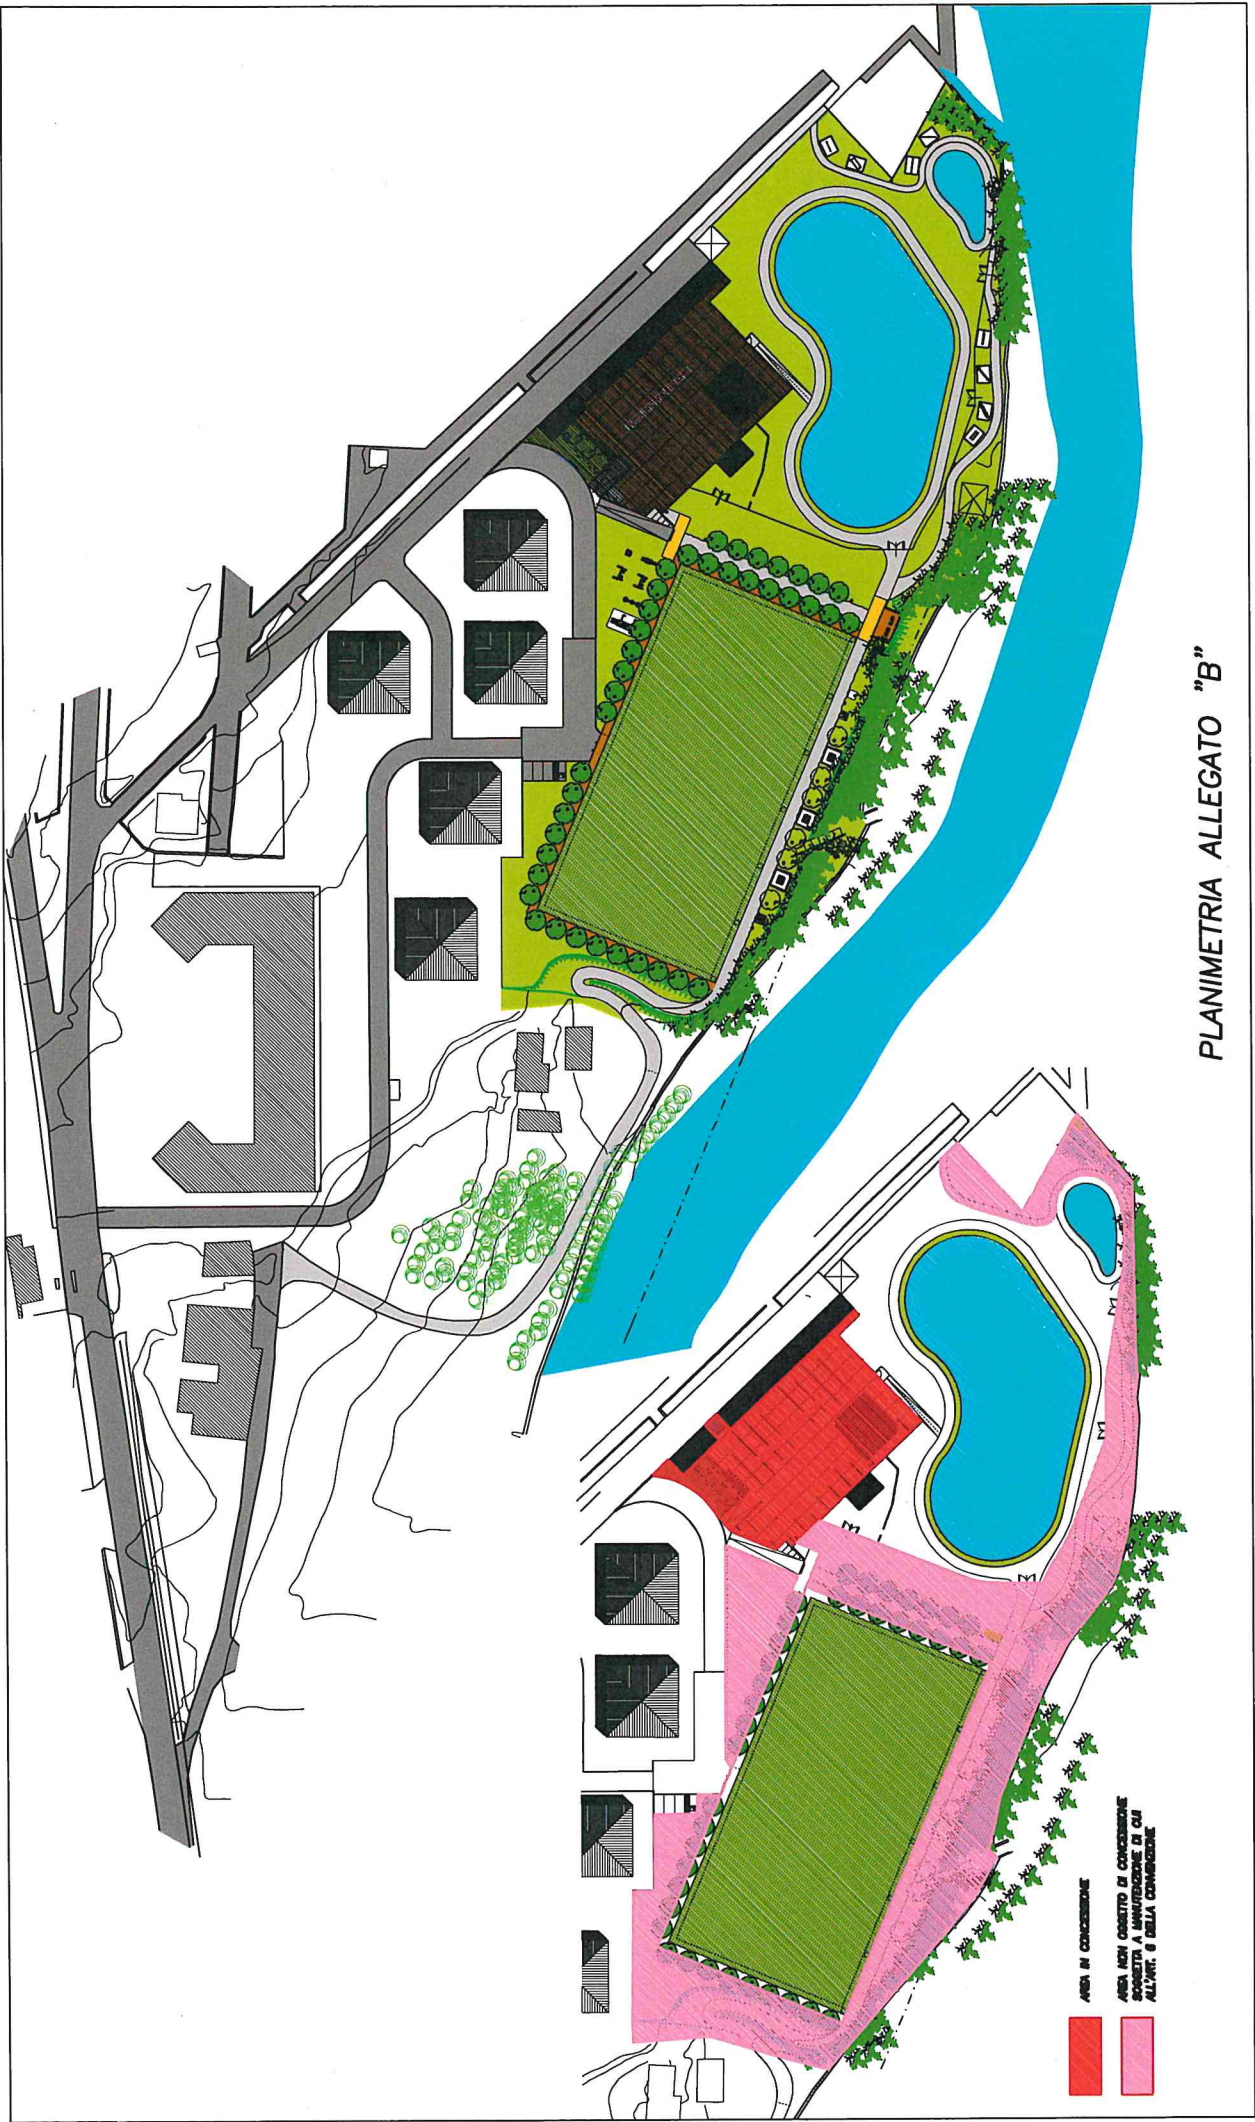 PLANIMETRIA ALLEGATO "B"
AREA IN CONCESSIONE
AREA NON OGGETTO DI CONCESSIONE
SOGGETTA A MANUTENZIONE DI CUI
ALL'ART. 6 DELLA CONVENZIONE